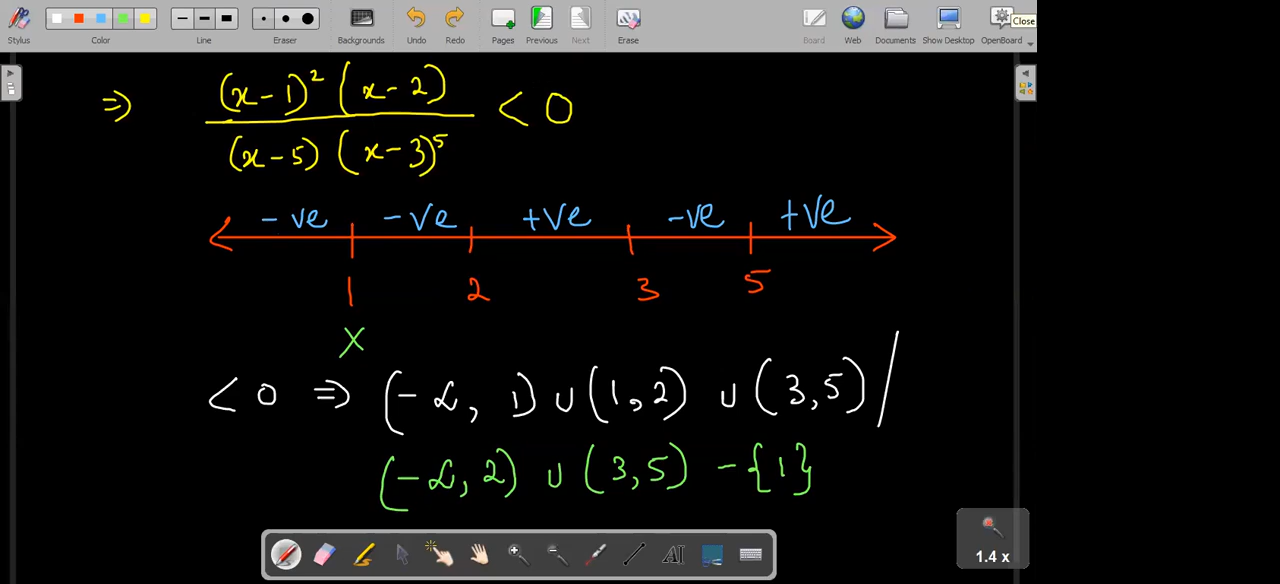 Stylus Color Line Eraser Backgrounds Undo Redo Pages Previous Next Erase Board Web Documents Show Desktop OpenBoard
Close
⇒ (x-1)² (x-2) / (x-5) (x-3)⁵ < 0
-ve -ve +ve -ve +ve
1 2 3 5
X
< 0 ⇒ (-∞, 1) ∪ (1, 2) ∪ (3, 5) /
(-∞, 2) ∪ (3, 5) - {1}
AI
1.4 x